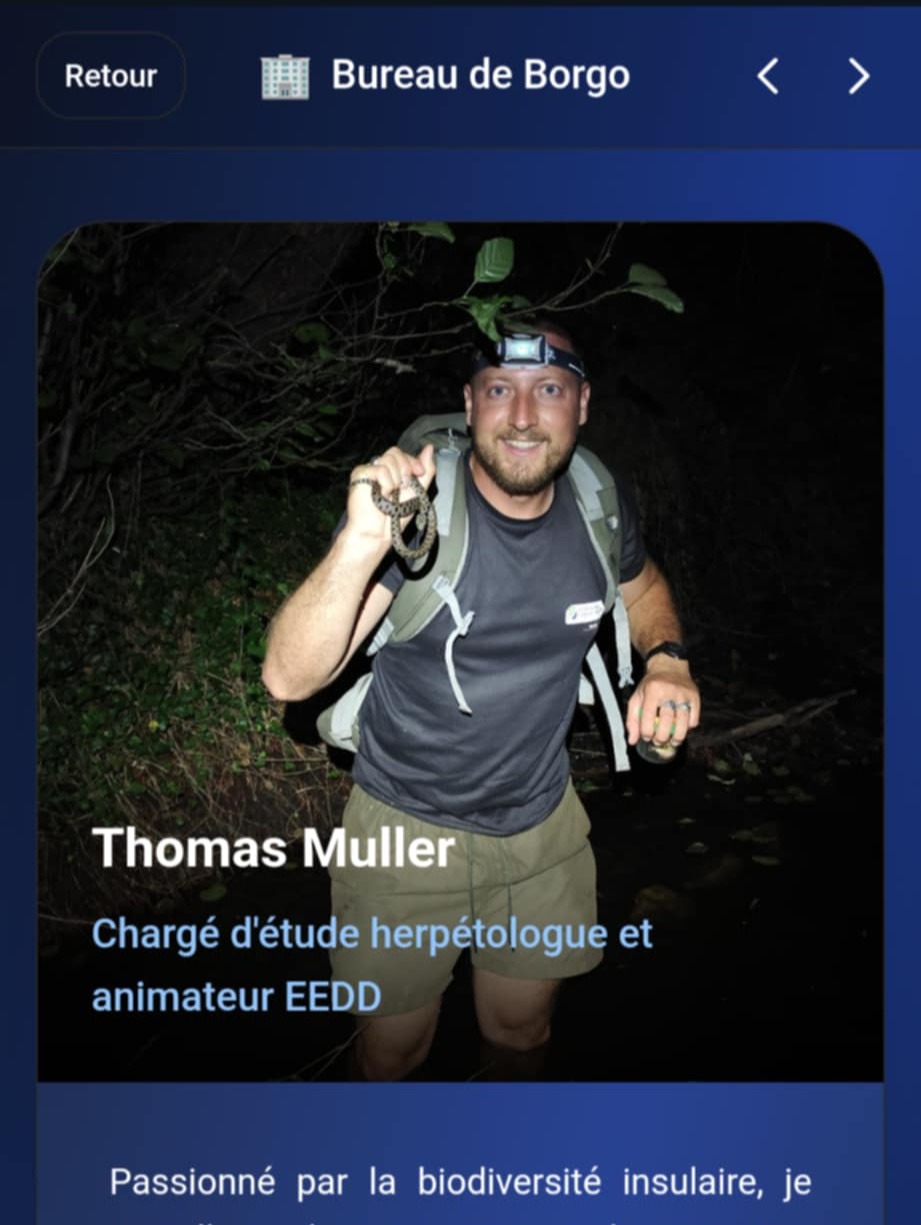 Retour
Bureau de Borgo
Thomas Muller
Chargé d'étude herpétologue et
animateur EEDD
Passionné par la biodiversité insulaire, je